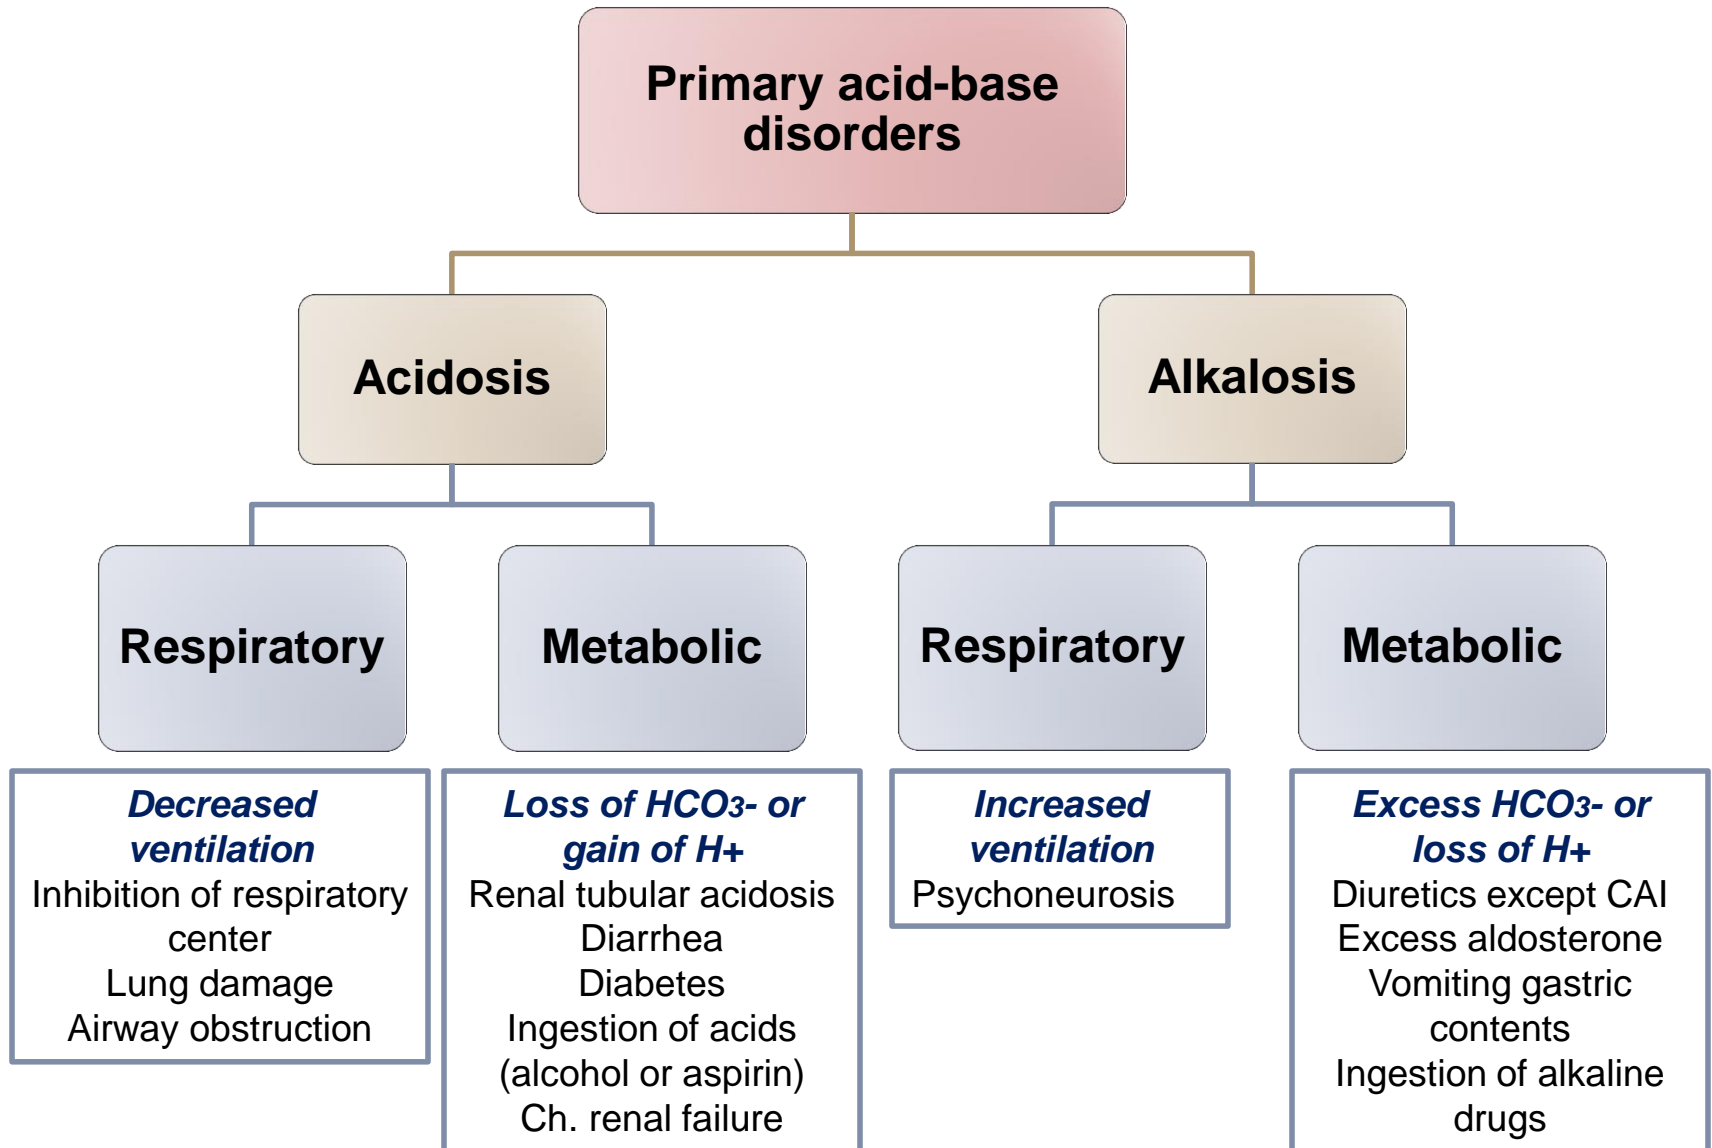 Primary acid-base
disorders
Acidosis
Alkalosis
Respiratory
Metabolic
Respiratory
Metabolic
Decreased
ventilation
Inhibition of respiratory
center
Lung damage
Airway obstruction
Loss of HCO3- or
gain of H+
Renal tubular acidosis
Diarrhea
Diabetes
Ingestion of acids
(alcohol or aspirin)
Ch. renal failure
Increased
ventilation
Psychoneurosis
Excess HCO3- or
loss of H+
Diuretics except CAI
Excess aldosterone
Vomiting gastric
contents
Ingestion of alkaline
drugs